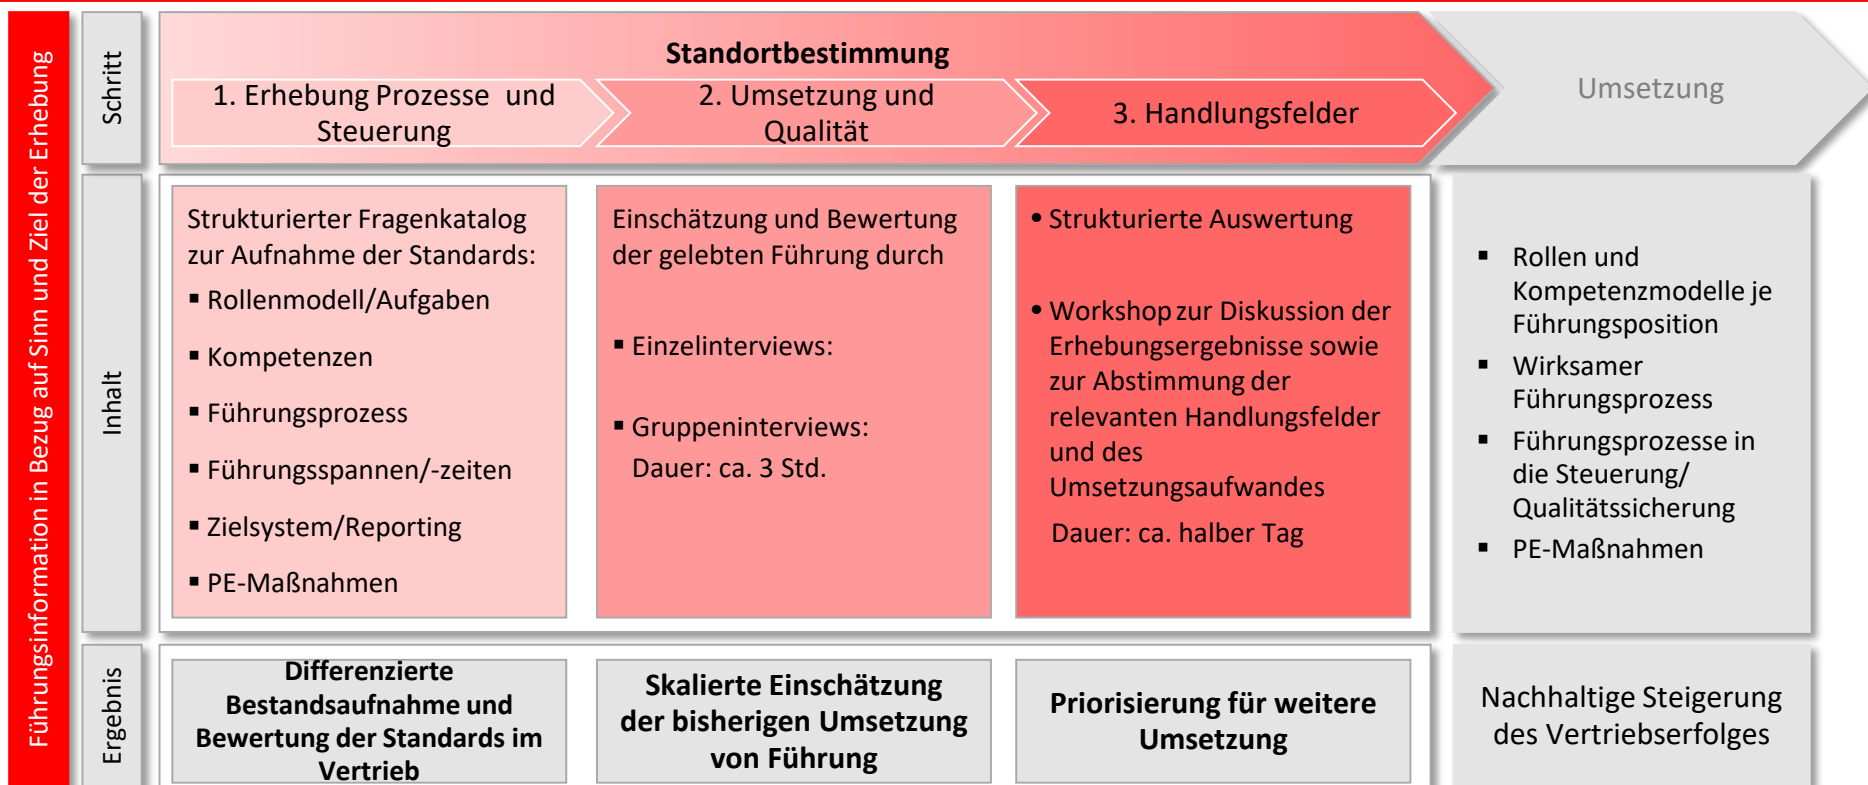 Führungsinformation in Bezug auf Sinn und Ziel der Erhebung
Schritt
Standortbestimmung
1. Erhebung Prozesse und
Steuerung
2. Umsetzung und
Qualität
3. Handlungsfelder
Umsetzung
Inhalt
Strukturierter Fragenkatalog
zur Aufnahme der Standards:
▪ Rollenmodell/Aufgaben
▪ Kompetenzen
▪ Führungsprozess
▪ Führungsspannen/-zeiten
▪ Zielsystem/Reporting
▪ PE-Maßnahmen
Einschätzung und Bewertung
der gelebten Führung durch
▪ Einzelinterviews:
▪ Gruppeninterviews:
Dauer: ca. 3 Std.
• Strukturierte Auswertung
• Workshop zur Diskussion der
Erhebungsergebnisse sowie
zur Abstimmung der
relevanten Handlungsfelder
und des
Umsetzungsaufwandes
Dauer: ca. halber Tag
▪ Rollen und
Kompetenzmodelle je
Führungsposition
▪ Wirksamer
Führungsprozess
▪ Führungsprozesse in
die Steuerung/
Qualitätssicherung
▪ PE-Maßnahmen
Ergebnis
Differenzierte
Bestandsaufnahme und
Bewertung der Standards im
Vertrieb
Skalierte Einschätzung
der bisherigen Umsetzung
von Führung
Priorisierung für weitere
Umsetzung
Nachhaltige Steigerung
des Vertriebserfolges